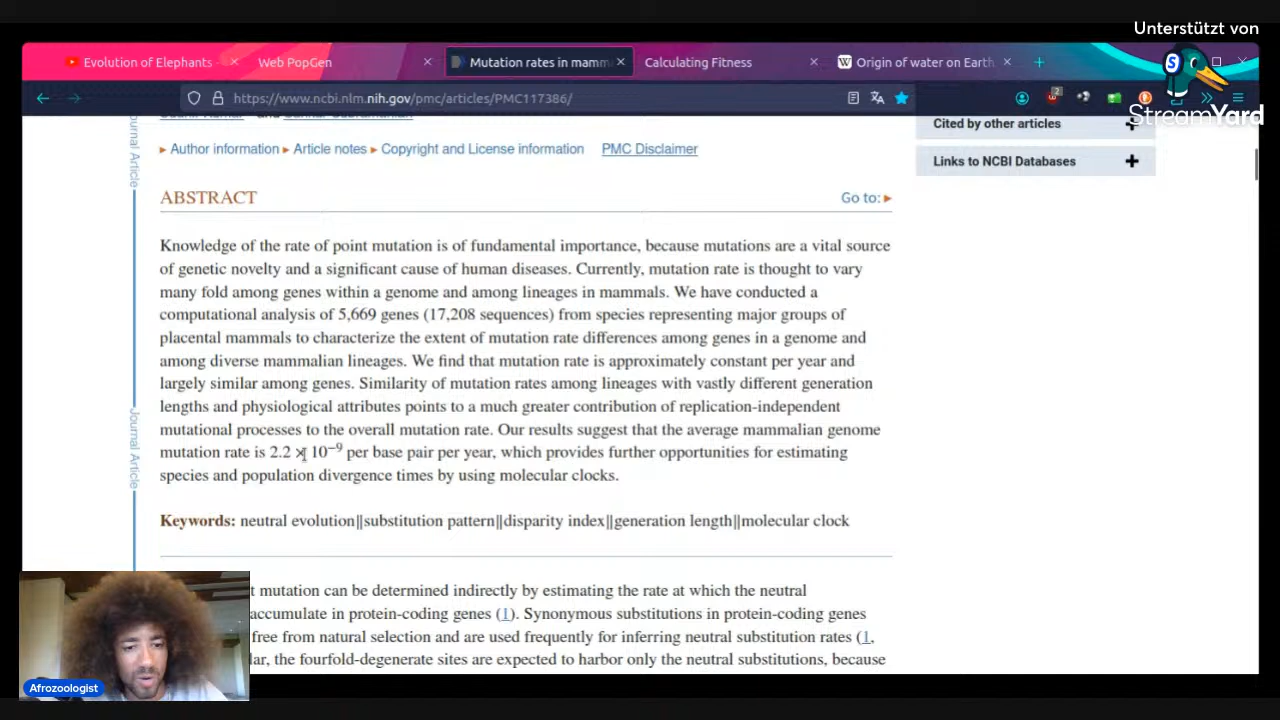 Unterstützt von
StreamYard
Evolution of Elephants
Web PopGen
Mutation rates in mamm
Calculating Fitness
W Origin of water on Earth
https://www.ncbi.nlm.nih.gov/pmc/articles/PMC117386/
2
and
Cited by other articles
Links to NCBI Databases
▸ Author information ▸ Article notes ▸ Copyright and License information PMC Disclaimer
Journal Article
Journal Article
ABSTRACT
Go to: ▸
Knowledge of the rate of point mutation is of fundamental importance, because mutations are a vital source
of genetic novelty and a significant cause of human diseases. Currently, mutation rate is thought to vary
many fold among genes within a genome and among lineages in mammals. We have conducted a
computational analysis of 5,669 genes (17,208 sequences) from species representing major groups of
placental mammals to characterize the extent of mutation rate differences among genes in a genome and
among diverse mammalian lineages. We find that mutation rate is approximately constant per year and
largely similar among genes. Similarity of mutation rates among lineages with vastly different generation
lengths and physiological attributes points to a much greater contribution of replication-independent
mutational processes to the overall mutation rate. Our results suggest that the average mammalian genome
mutation rate is 2.2 × 10⁻⁹ per base pair per year, which provides further opportunities for estimating
species and population divergence times by using molecular clocks.
Keywords: neutral evolution‖substitution pattern‖disparity index‖generation length‖molecular clock
t mutation can be determined indirectly by estimating the rate at which the neutral
accumulate in protein-coding genes (1). Synonymous substitutions in protein-coding genes
free from natural selection and are used frequently for inferring neutral substitution rates (1,
lar, the fourfold-degenerate sites are expected to harbor only the neutral substitutions, because
Afrozoologist